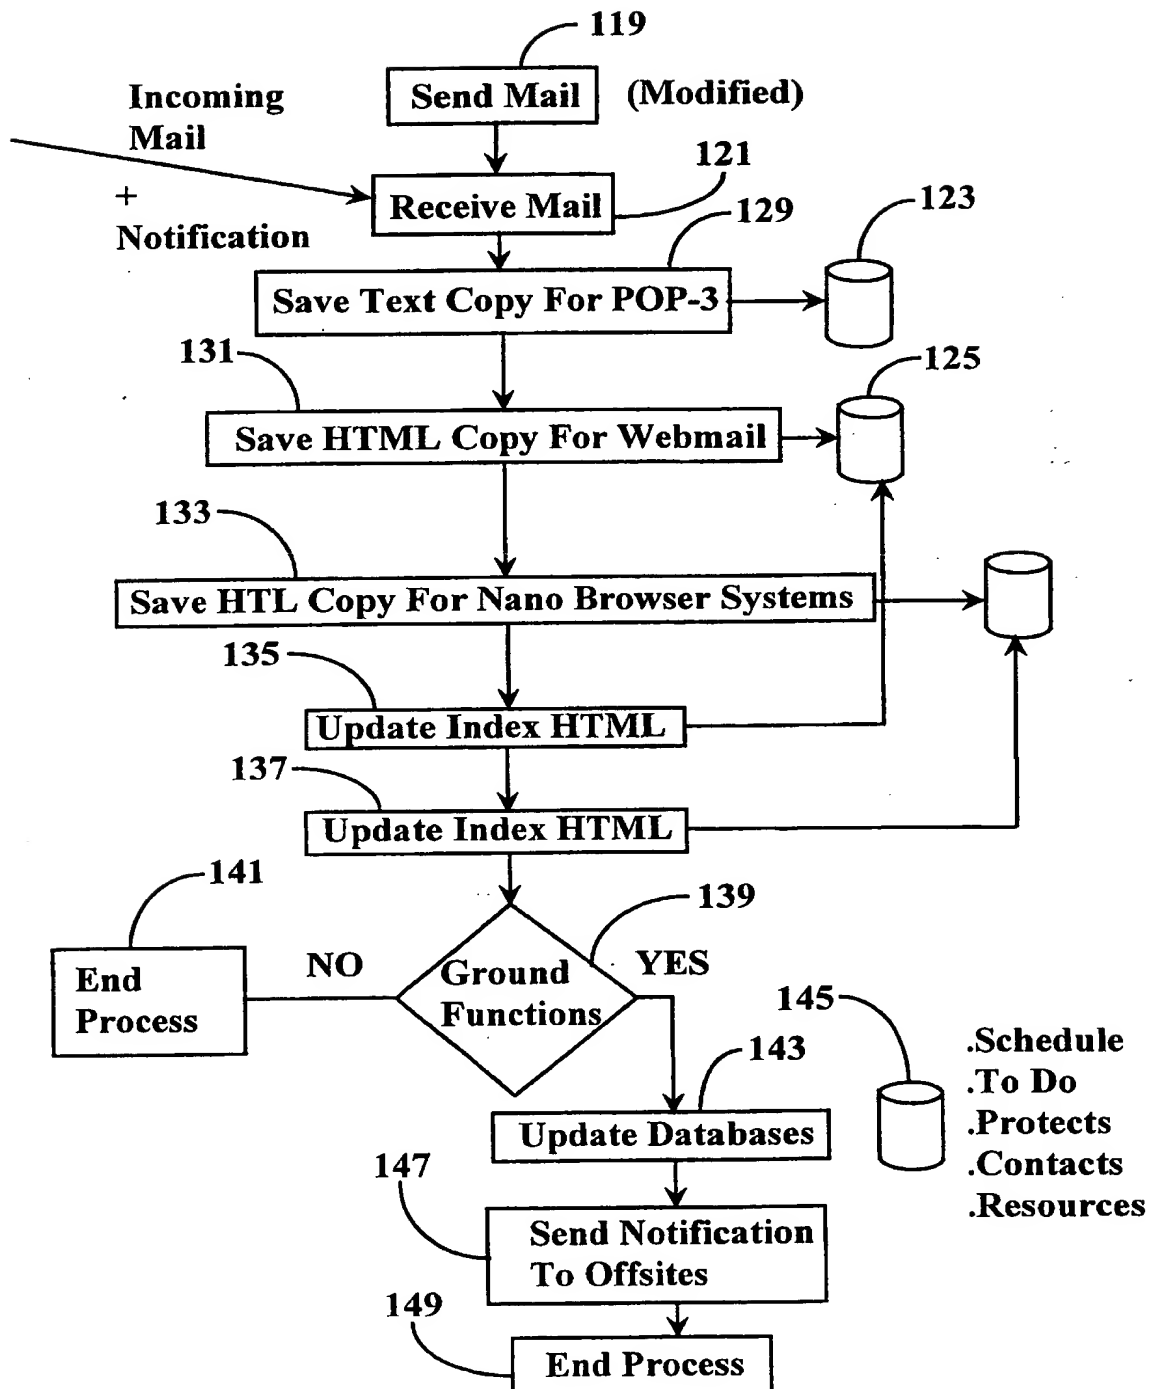 119
Send Mail
(Modified)
Incoming
Mail
+
Notification
121
Receive Mail
129
123
Save Text Copy For POP-3
131
125
Save HTML Copy For Webmail
133
Save HTL Copy For Nano Browser Systems
135
Update Index HTML
137
Update Index HTML
141
139
End
Process
NO
Ground
Functions
YES
145
.Schedule
.To Do
.Protects
.Contacts
.Resources
143
Update Databases
147
Send Notification
To Offsites
149
End Process